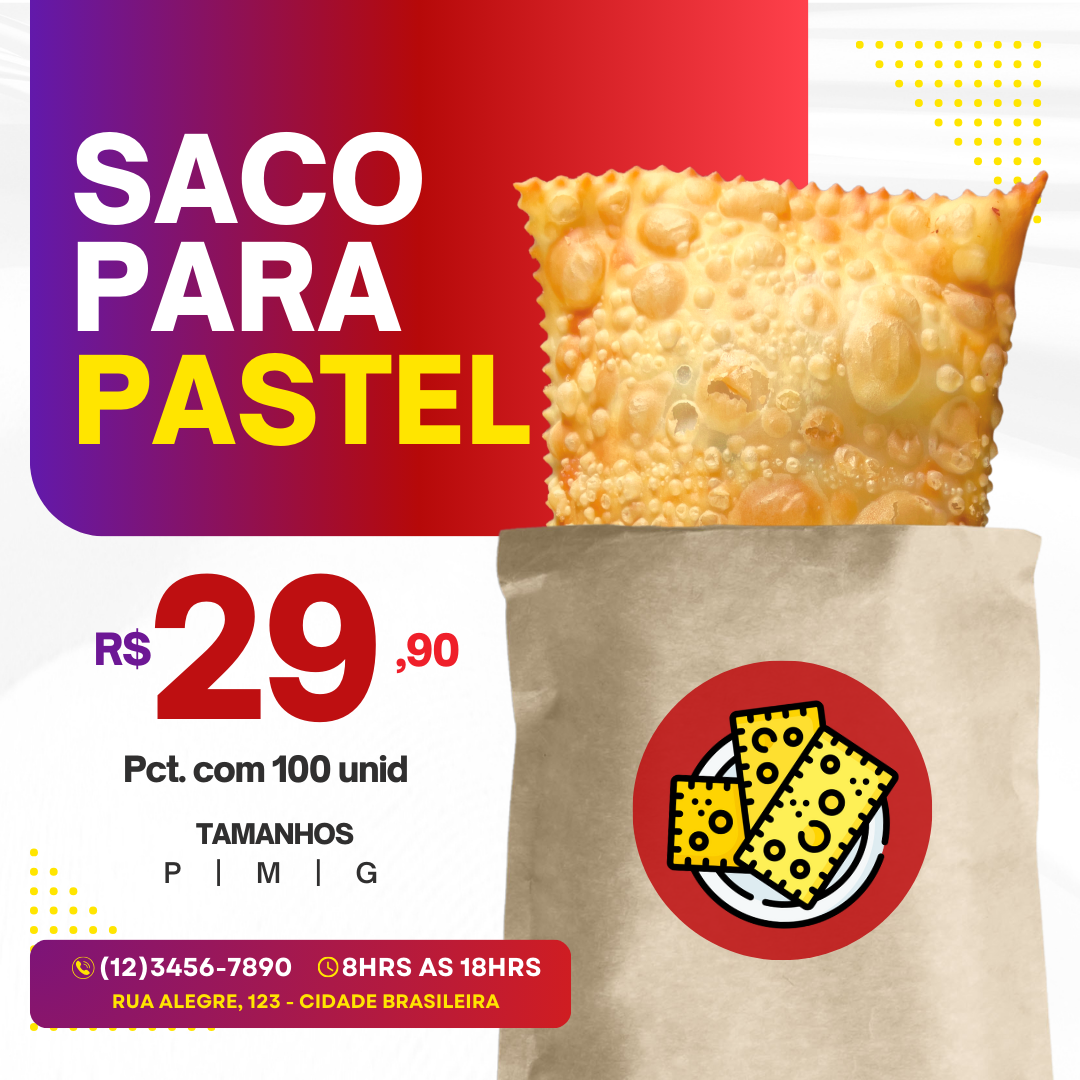 SACO
PARA
PASTEL
R$ 29 ,90
Pct. com 100 unid
TAMANHOS
P | M | G
(12)3456-7890 8HRS AS 18HRS
RUA ALEGRE, 123 - CIDADE BRASILEIRA